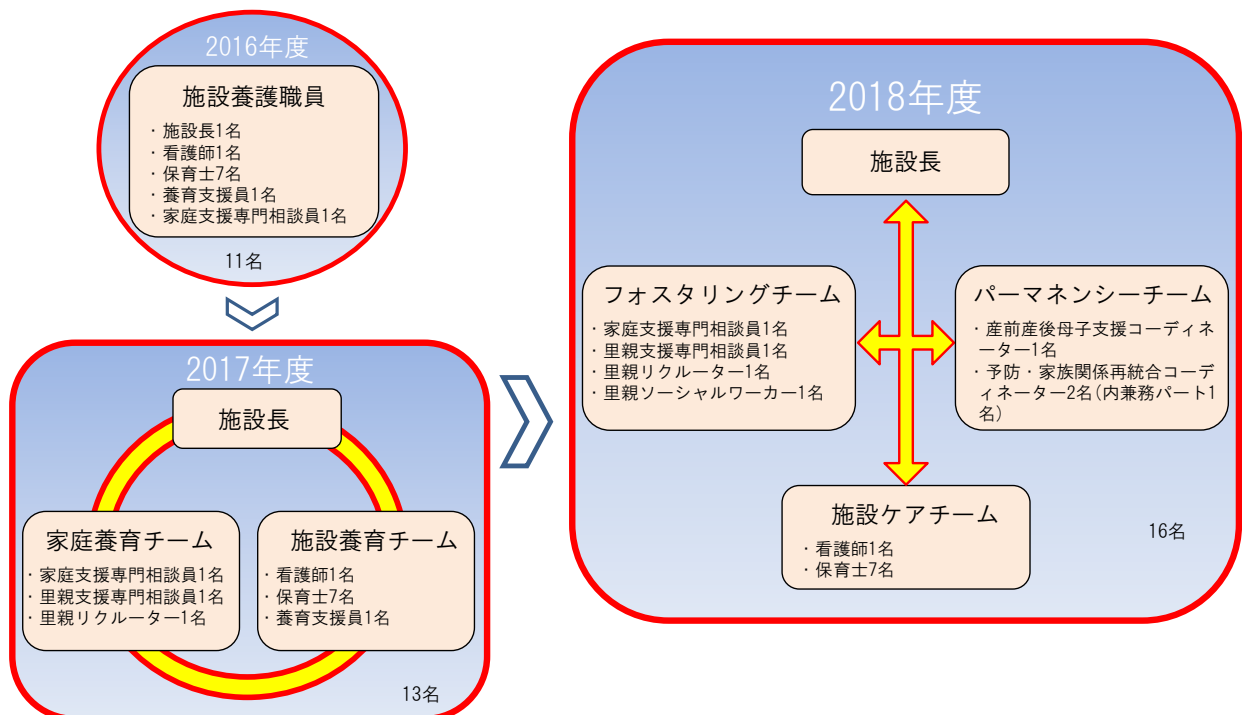 2016年度
施設養護職員
・施設長1名
・看護師1名
・保育士7名
・養育支援員1名
・家庭支援専門相談員1名
11名
2017年度
施設長
家庭養育チーム
・家庭支援専門相談員1名
・里親支援専門相談員1名
・里親リクルーター1名
施設養育チーム
・看護師1名
・保育士7名
・養育支援員1名
13名
2018年度
施設長
フォスタリングチーム
・家庭支援専門相談員1名
・里親支援専門相談員1名
・里親リクルーター1名
・里親ソーシャルワーカー1名
パーマネンシーチーム
・産前産後母子支援コーディネ
ーター1名
・予防・家族関係再統合コーデ
ィネーター2名(内兼務パート1
名)
施設ケアチーム
・看護師1名
・保育士7名
16名